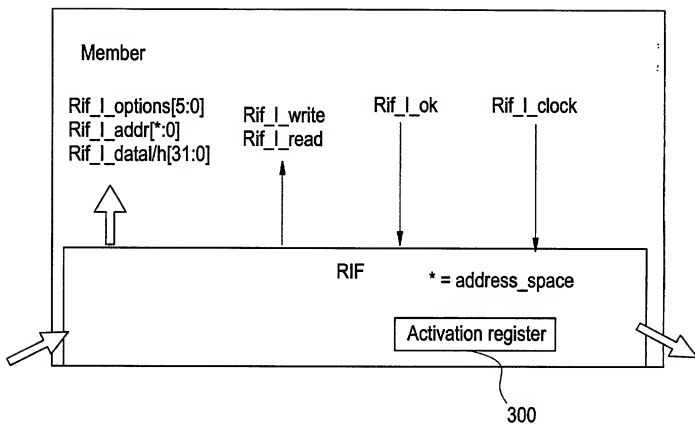 Member
Rif_I_options[5:0]
Rif_I_addr[*:0]
Rif_I_datal/h[31:0]
Rif_I_write
Rif_I_read
Rif_I_ok
Rif_I_clock
RIF
* = address_space
Activation register
300